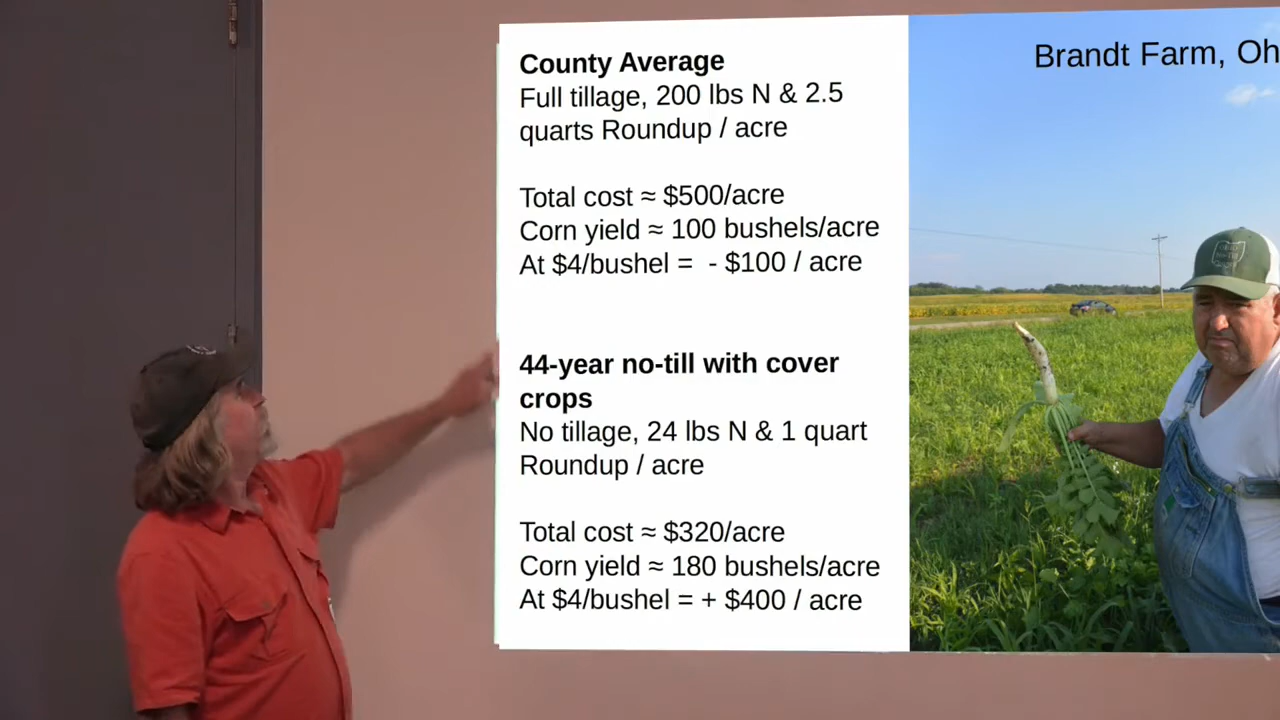 County Average
Full tillage, 200 lbs N & 2.5
quarts Roundup / acre
Total cost ≈ $500/acre
Corn yield ≈ 100 bushels/acre
At $4/bushel = - $100 / acre
44-year no-till with cover
crops
No tillage, 24 lbs N & 1 quart
Roundup / acre
Total cost ≈ $320/acre
Corn yield ≈ 180 bushels/acre
At $4/bushel = + $400 / acre
Brandt Farm, Oh